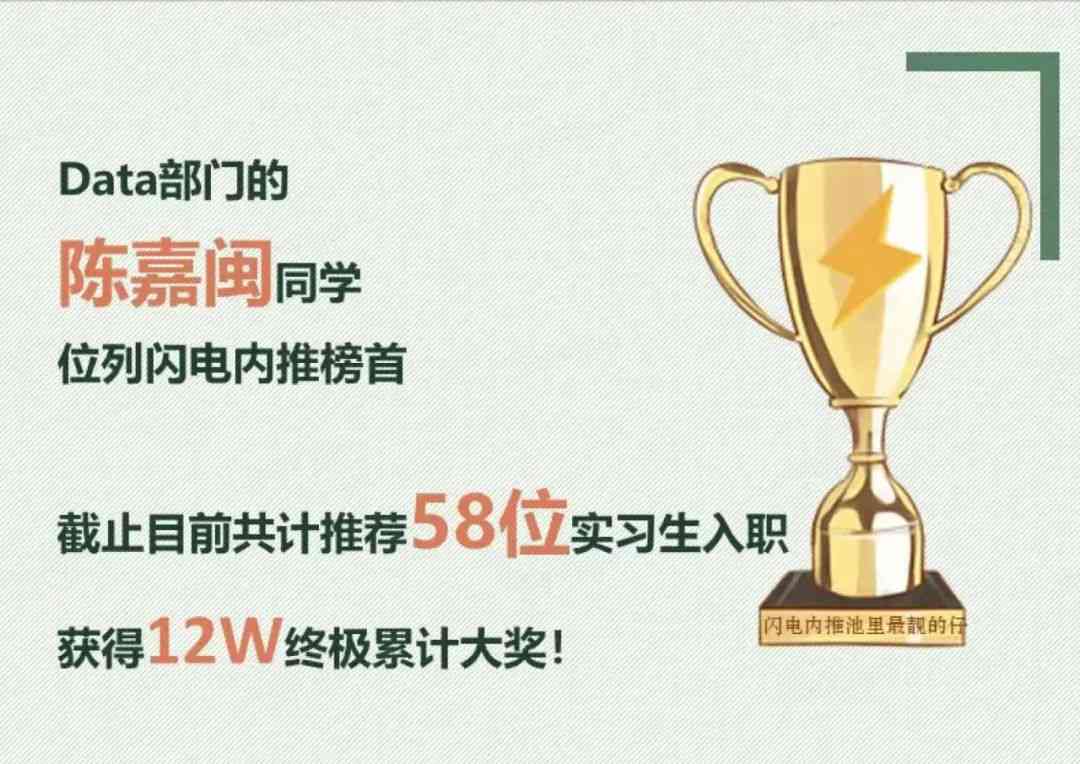 Data部门的
陈嘉闽同学
位列闪电内推榜首
截止目前共计推荐58位实习生入职
获得12W终极累计大奖!
闪电内推池里最靓的仔